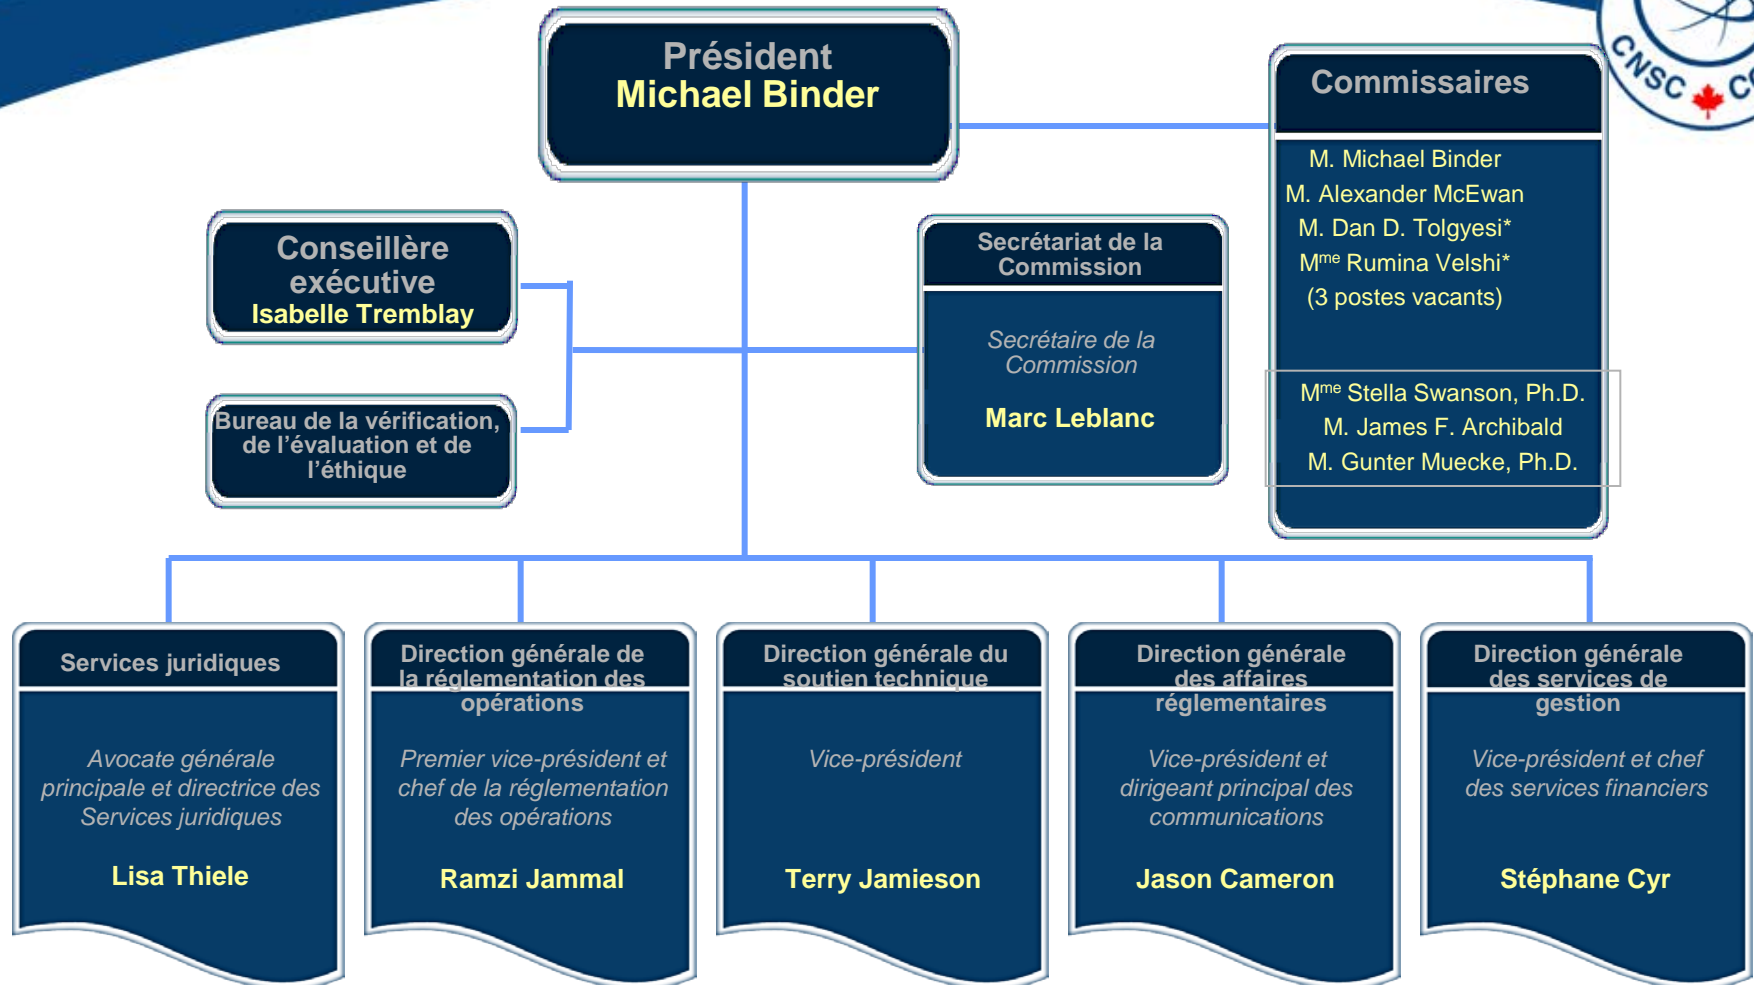 Président
Michael Binder
Commissaires
M. Michael Binder
M. Alexander McEwan
M. Dan D. Tolgyesi*
Mme Rumina Velshi*
(3 postes vacants)
Mme Stella Swanson, Ph.D.
M. James F. Archibald
M. Gunter Muecke, Ph.D.
CNSC
Conseillère
exécutive
Isabelle Tremblay
Bureau de la vérification,
de l'évaluation et de
l'éthique
Secrétariat de la
Commission
Secrétaire de la
Commission
Marc Leblanc
Services juridiques
Avocate générale
principale et directrice des
Services juridiques
Lisa Thiele
Direction générale de
la réglementation des
opérations
Premier vice-président et
chef de la réglementation
des opérations
Ramzi Jammal
Direction générale du
soutien technique
Vice-président
Terry Jamieson
Direction générale
des affaires
réglementaires
Vice-président et
dirigeant principal des
communications
Jason Cameron
Direction générale
des services de
gestion
Vice-président et chef
des services financiers
Stéphane Cyr